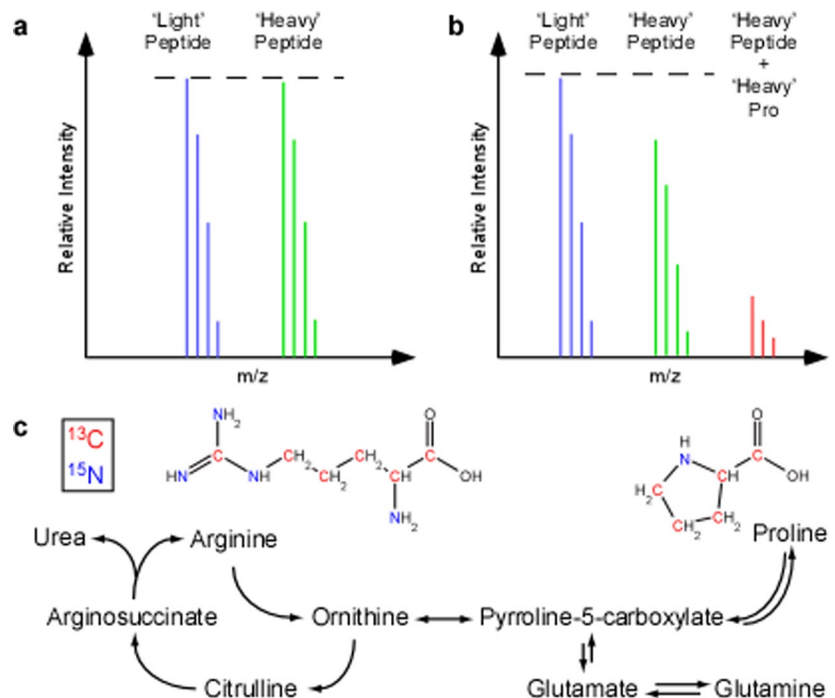 a
'Light'
Peptide
'Heavy'
Peptide
Relative Intensity
m/z
b
'Light'
Peptide
'Heavy'
Peptide
'Heavy'
Peptide
+
'Heavy'
Pro
Relative Intensity
m/z
c
¹³C
¹⁵N
NH₂
HN C NH CH₂ CH₂ CH₂ CH C O OH
NH₂
H
N
H₂C CH₂ CH₂ CH C O OH
Urea Arginine Proline
Arginosuccinate Ornithine Pyrroline-5-carboxylate
Citrulline Glutamate Glutamine